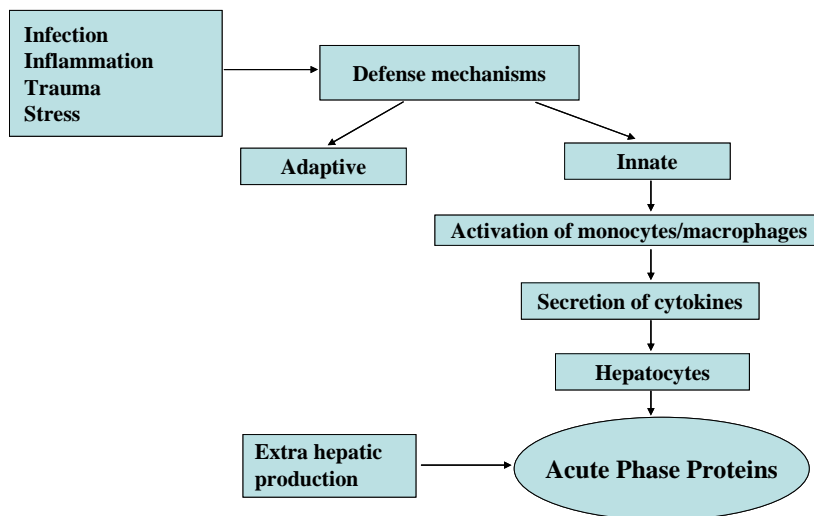 Infection
Inflammation
Trauma
Stress
Defense mechanisms
Adaptive
Innate
Activation of monocytes/macrophages
Secretion of cytokines
Hepatocytes
Extra hepatic
production
Acute Phase Proteins